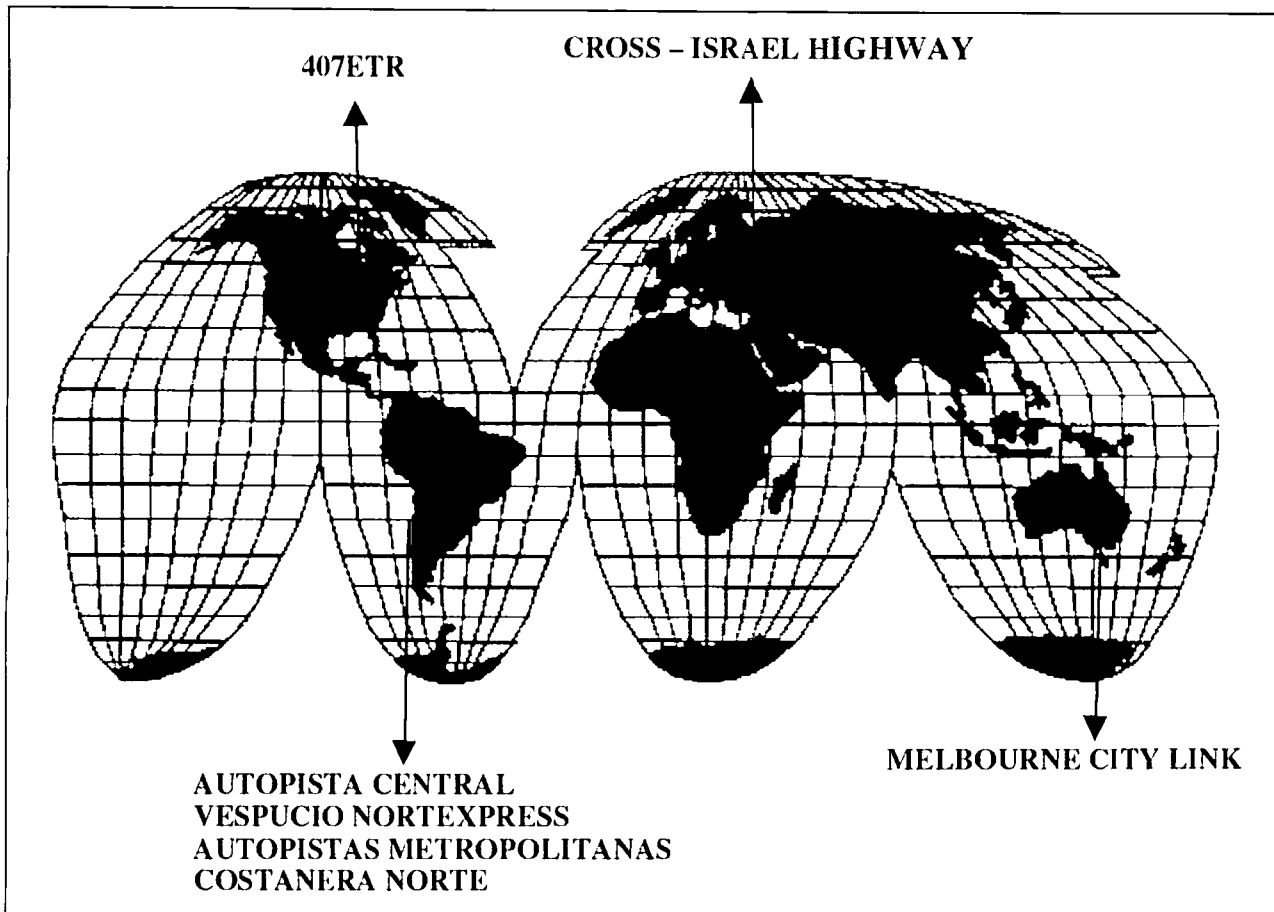 407ETR
CROSS – ISRAEL HIGHWAY
AUTOPISTA CENTRAL
VESPUCIO NORTEXPRESS
AUTOPISTAS METROPOLITANAS
COSTANERA NORTE
MELBOURNE CITY LINK